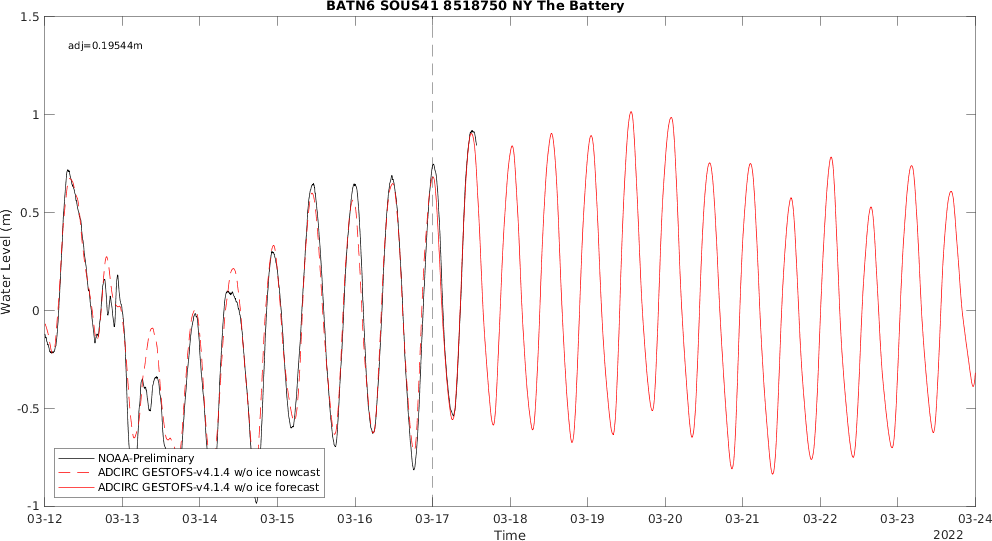 BATN6 SOUS41 8518750 NY The Battery
adj=0.19544m
1.5
1
0.5
0
-0.5
-1
Water Level (m)
NOAA-Preliminary
ADCIRC GESTOFS-v4.1.4 w/o ice nowcast
ADCIRC GESTOFS-v4.1.4 w/o ice forecast
03-12 03-13 03-14 03-15 03-16 03-17 03-18 03-19 03-20 03-21 03-22 03-23 03-24
Time
2022